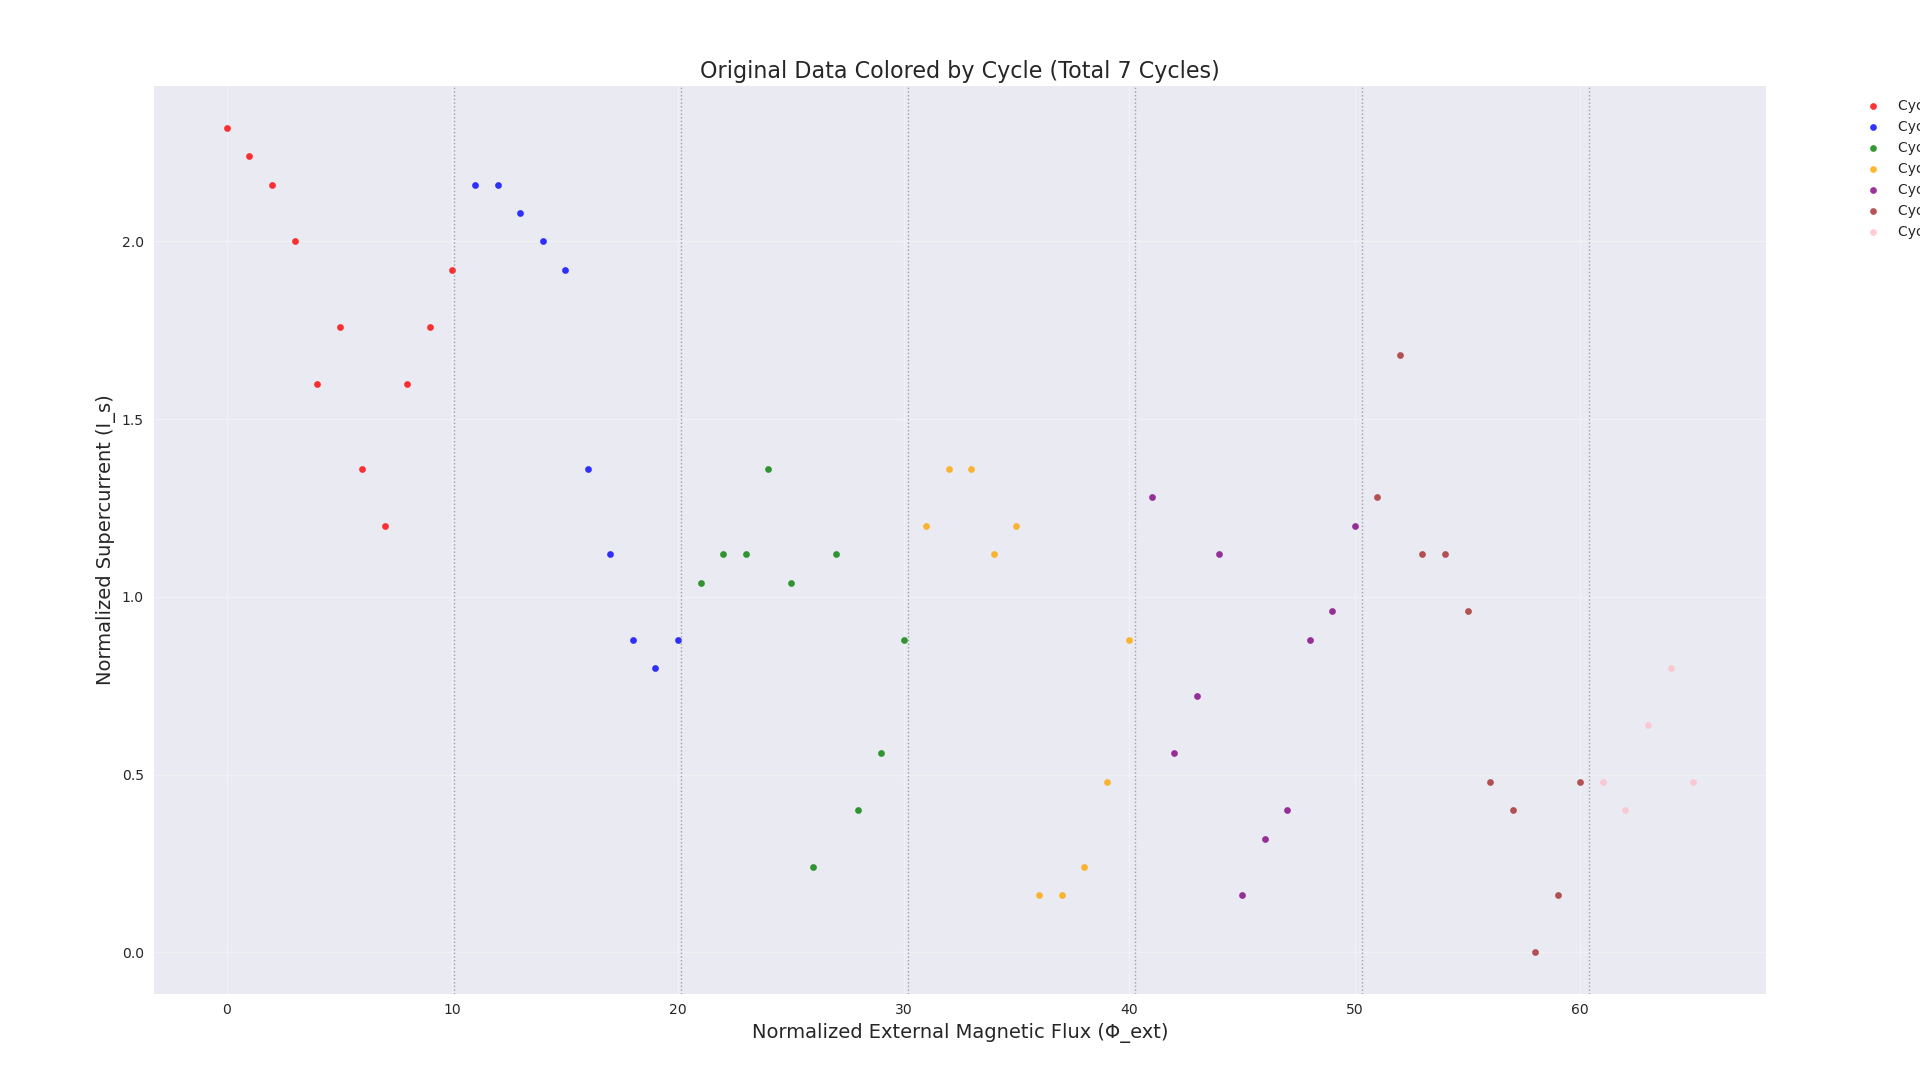 Original Data Colored by Cycle (Total 7 Cycles)
Cyc
Cyc
Cyc
Cyc
Cyc
Cyc
Cyc
Normalized Supercurrent (I_s)
2.0
1.5
1.0
0.5
0.0
0 10 20 30 40 50 60
Normalized External Magnetic Flux (Φ_ext)